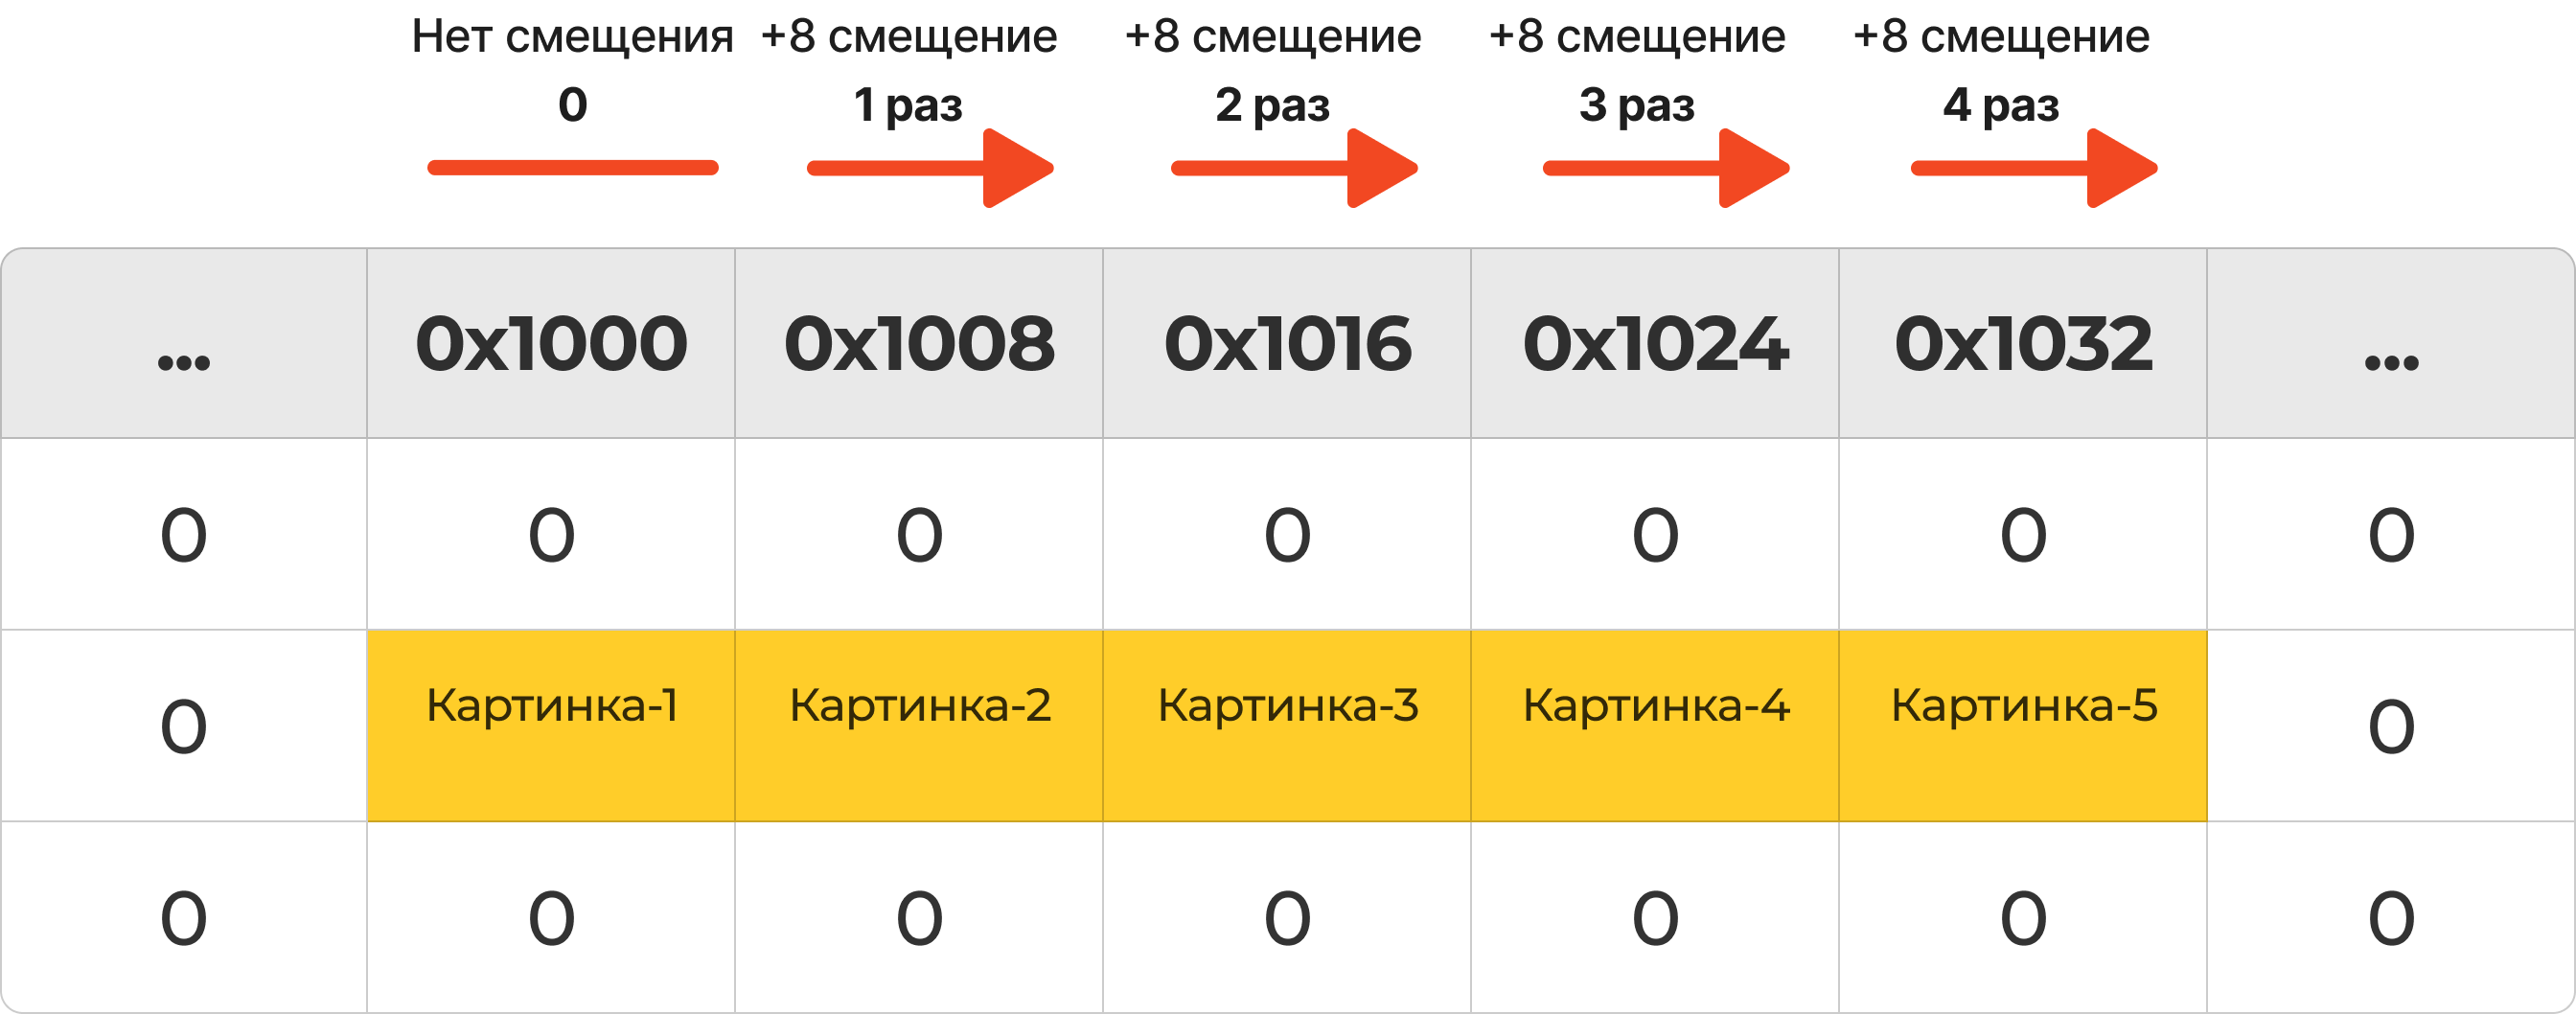 Нет смещения +8 смещение +8 смещение +8 смещение +8 смещение
0 1 раз 2 раз 3 раз 4 раз
... 0x1000 0x1008 0x1016 0x1024 0x1032 ...
0 0 0 0 0 0 0
0 Картинка-1 Картинка-2 Картинка-3 Картинка-4 Картинка-5 0
0 0 0 0 0 0 0